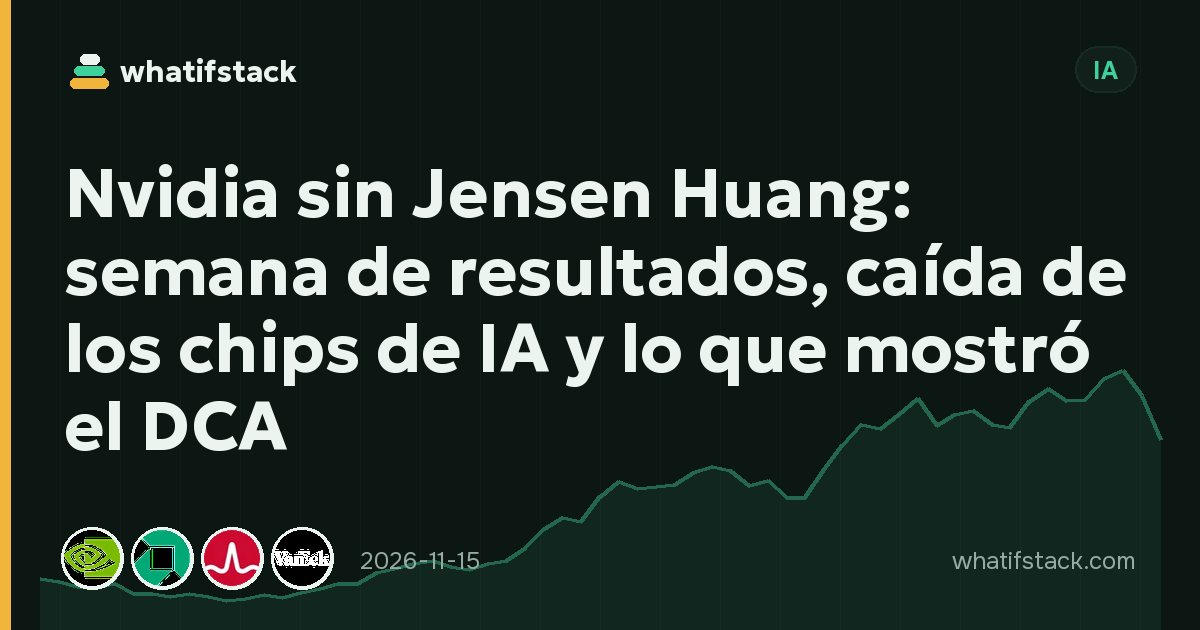 whatifstack
IA
Nvidia sin Jensen Huang:
semana de resultados, caída de
los chips de IA y lo que mostró
el DCA
VanEck
2026-11-15
whatifstack.com